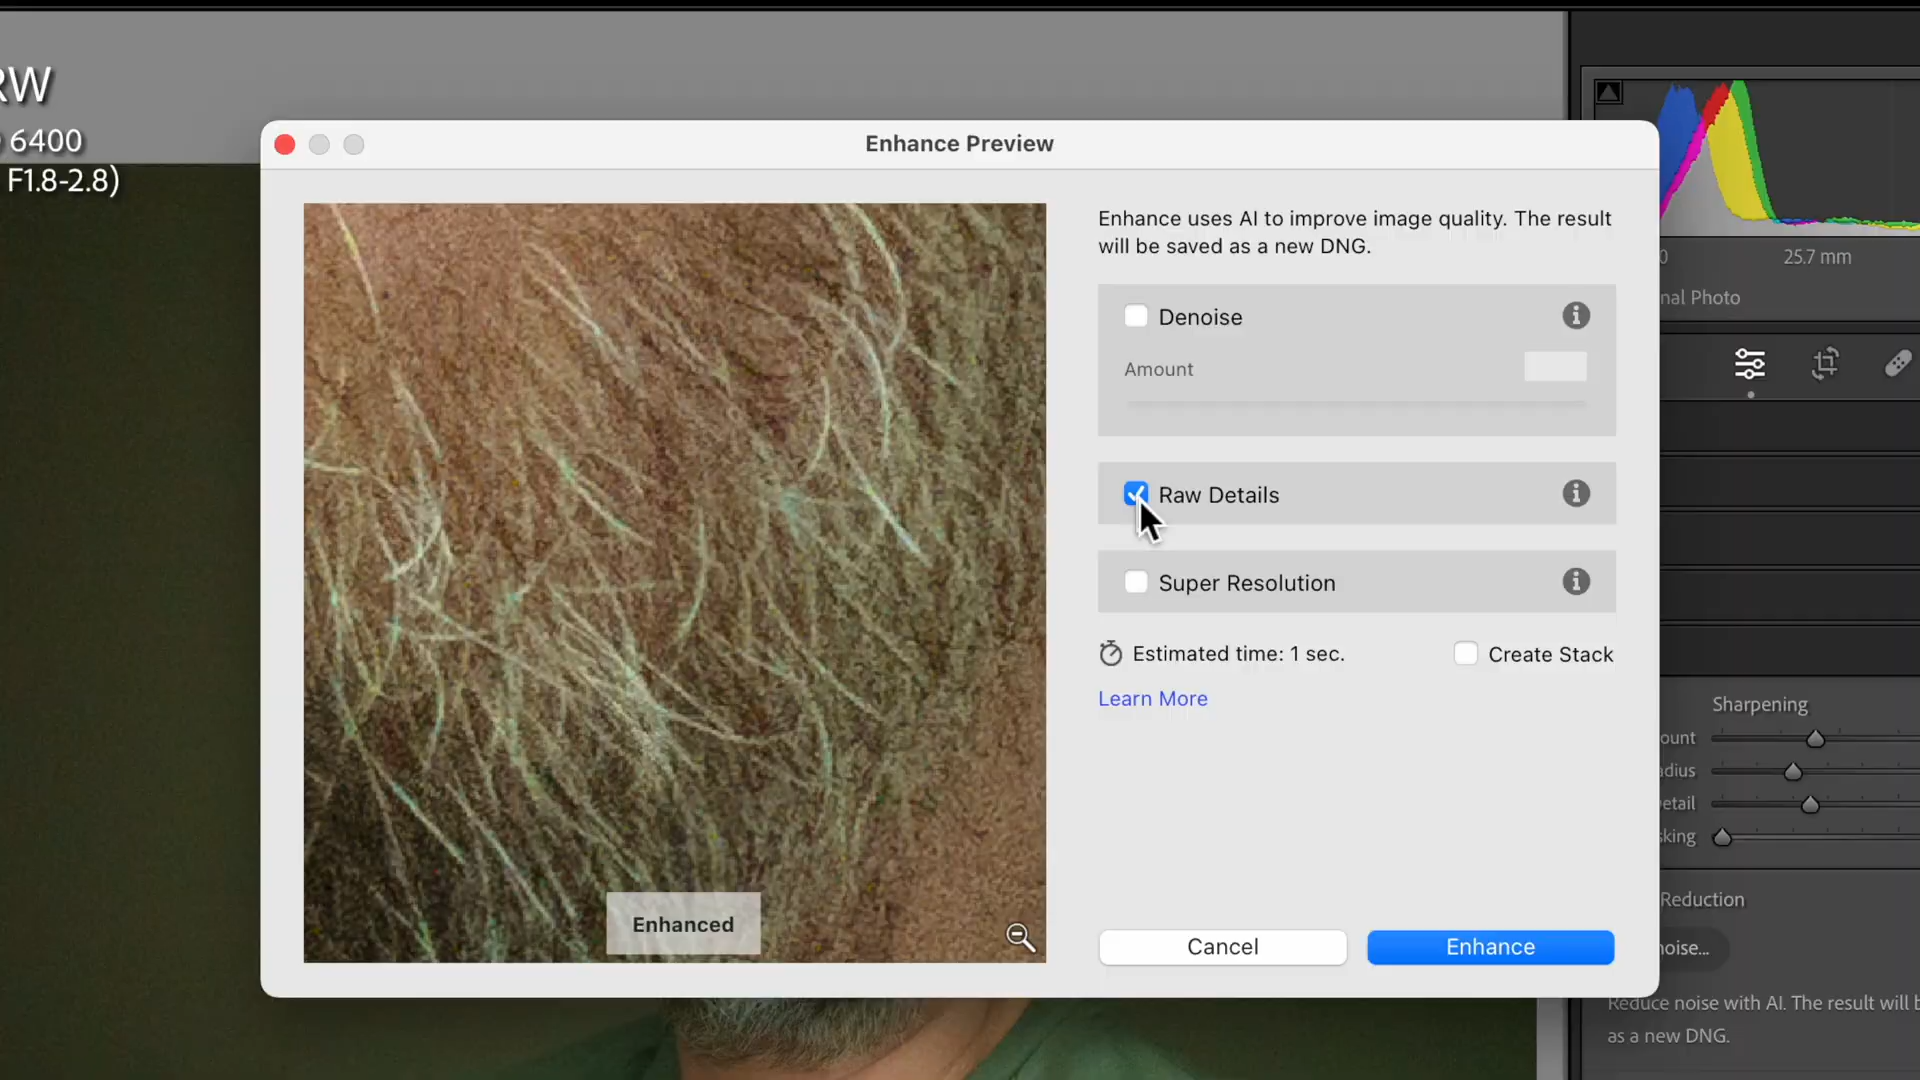 RW
6400
F1.8-2.8)
Enhance Preview
Enhance uses AI to improve image quality. The result
will be saved as a new DNG.
Denoise
Amount
Raw Details
Super Resolution
Estimated time: 1 sec.
Create Stack
Learn More
Enhanced
Cancel
Enhance
0
25.7 mm
nal Photo
Sharpening
ount
adius
etail
king
Reduction
noise...
Reduce noise with AI. The result will b
as a new DNG.